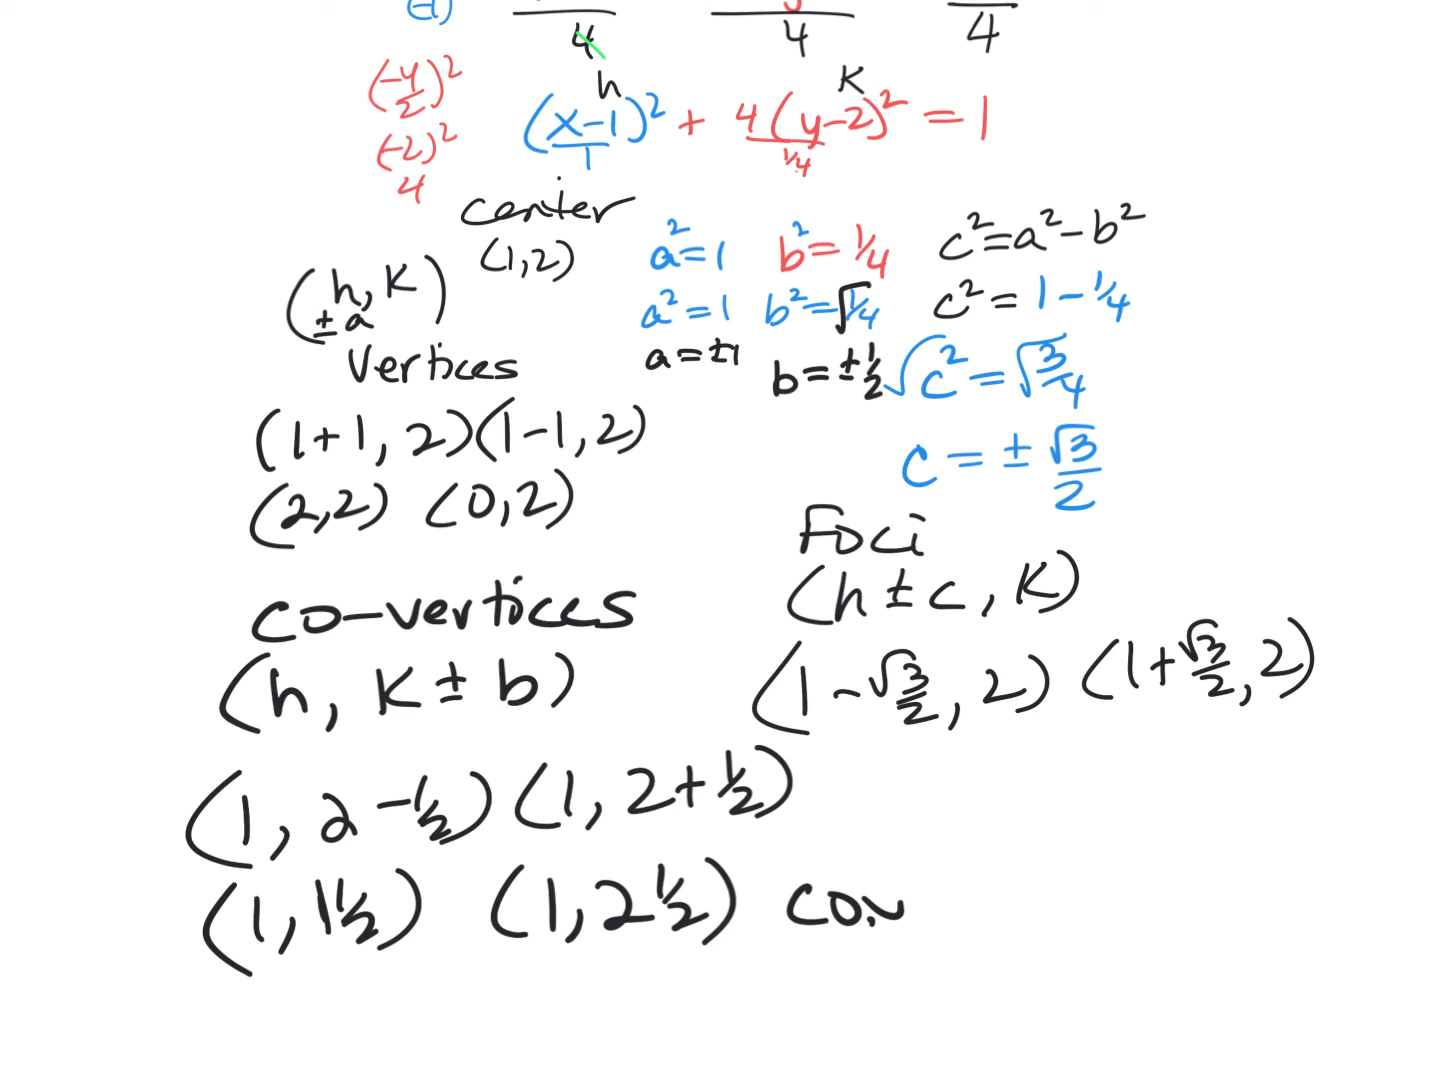 (-1)
4 4 4
h K
(-4/2)²
(x-1)²/1 + 4(y-2)²/¼ = 1
(-2)²
4
center
(1,2)
a²=1 b²=1/4 c²=a²-b²
(h,K)
±a
a²=1 b²=√1/4 c²=1-1/4
Vertices
a=±1 b=±1/2 √c²=√3/4
(1+1,2)(1-1,2)
c=±√3/2
(2,2) (0,2)
Foci
(h±c,K)
co-vertices
(h,K±b)
(1-√3/2,2) (1+√3/2,2)
(1,2-1/2)(1,2+1/2)
(1,1½) (1,2½) cov